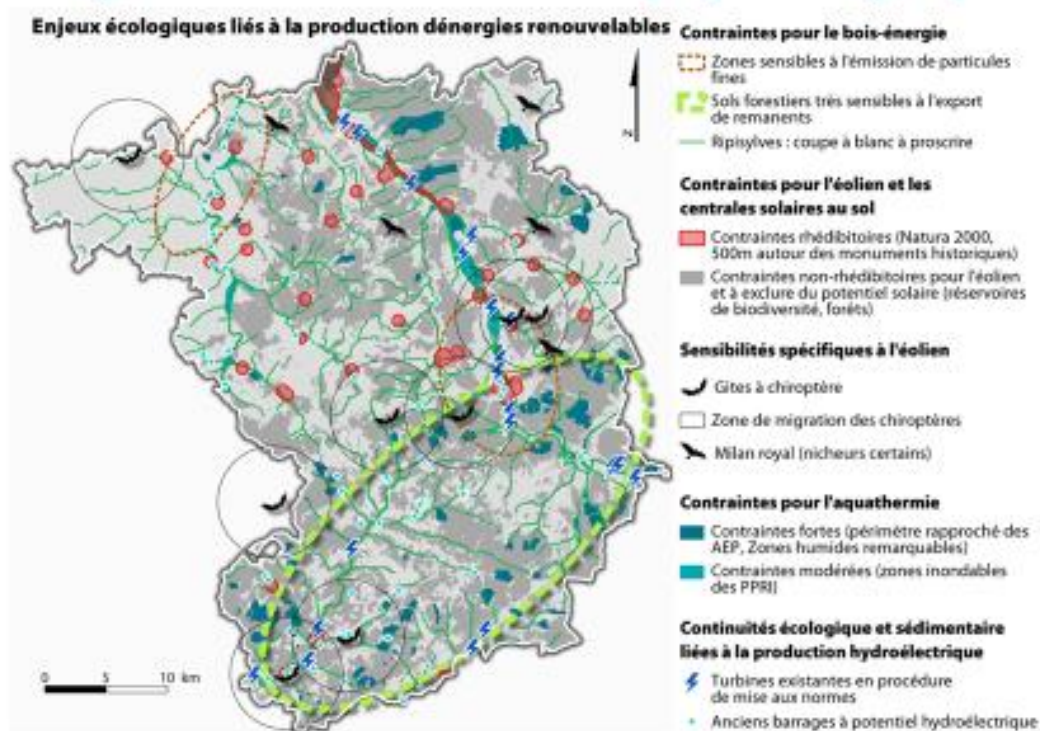 Enjeux écologiques liés à la production dénergies renouvelables
N
0 5 10 km
Contraintes pour le bois-énergie
Zones sensibles à l'émission de particules
fines
Sols forestiers très sensibles à l'export
de remanents
Ripisylves : coupe à blanc à proscrire
Contraintes pour l'éolien et les
centrales solaires au sol
Contraintes rhédibitoires (Natura 2000,
500m autour des monuments historiques)
Contraintes non-rhédibitoires pour l'éolien
et à exclure du potentiel solaire (réservoires
de biodiversité, forêts)
Sensibilités spécifiques à l'éolien
Gîtes à chiroptère
Zone de migration des chiroptères
Milan royal (nicheurs certains)
Contraintes pour l'aquathermie
Contraintes fortes (périmètre rapproché des
AEP, Zones humides remarquables)
Contraintes modérées (zones inondables
des PPRI)
Continuités écologique et sédimentaire
liées à la production hydroélectrique
Turbines existantes en procédure
de mise aux normes
Anciens barrages à potentiel hydroélectrique